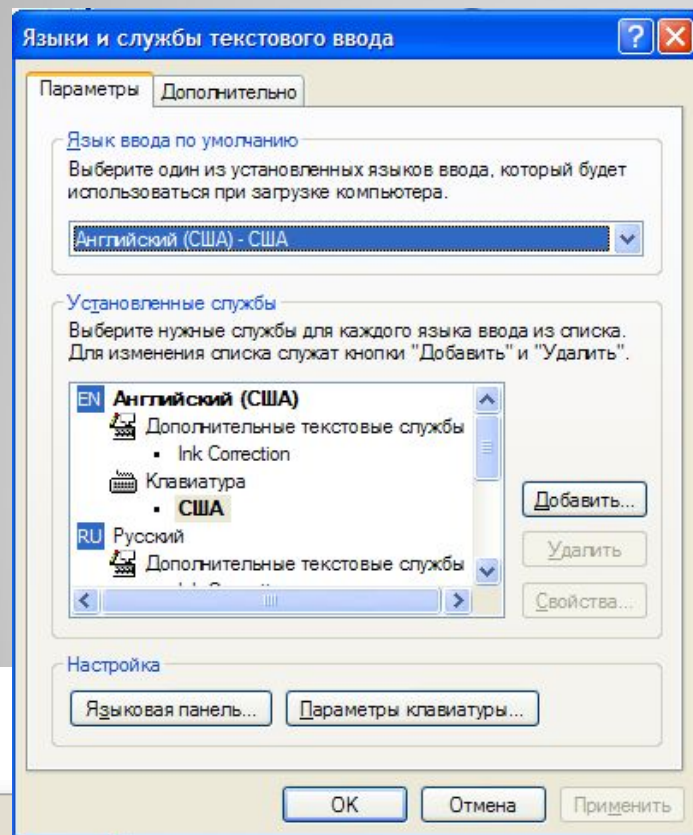 Языки и службы текстового ввода
Параметры
Дополнительно
Язык ввода по умолчанию
Выберите один из установленных языков ввода, который будет
использоваться при загрузке компьютера.
Английский (США) - США
Установленные службы
Выберите нужные службы для каждого языка ввода из списка.
Для изменения списка служат кнопки "Добавить" и "Удалить".
EN Английский (США)
Дополнительные текстовые службы
Ink Correction
Клавиатура
США
RU Русский
Дополнительные текстовые службы
Добавить...
Удалить
Свойства...
Настройка
Языковая панель...
Параметры клавиатуры...
OK
Отмена
Применить